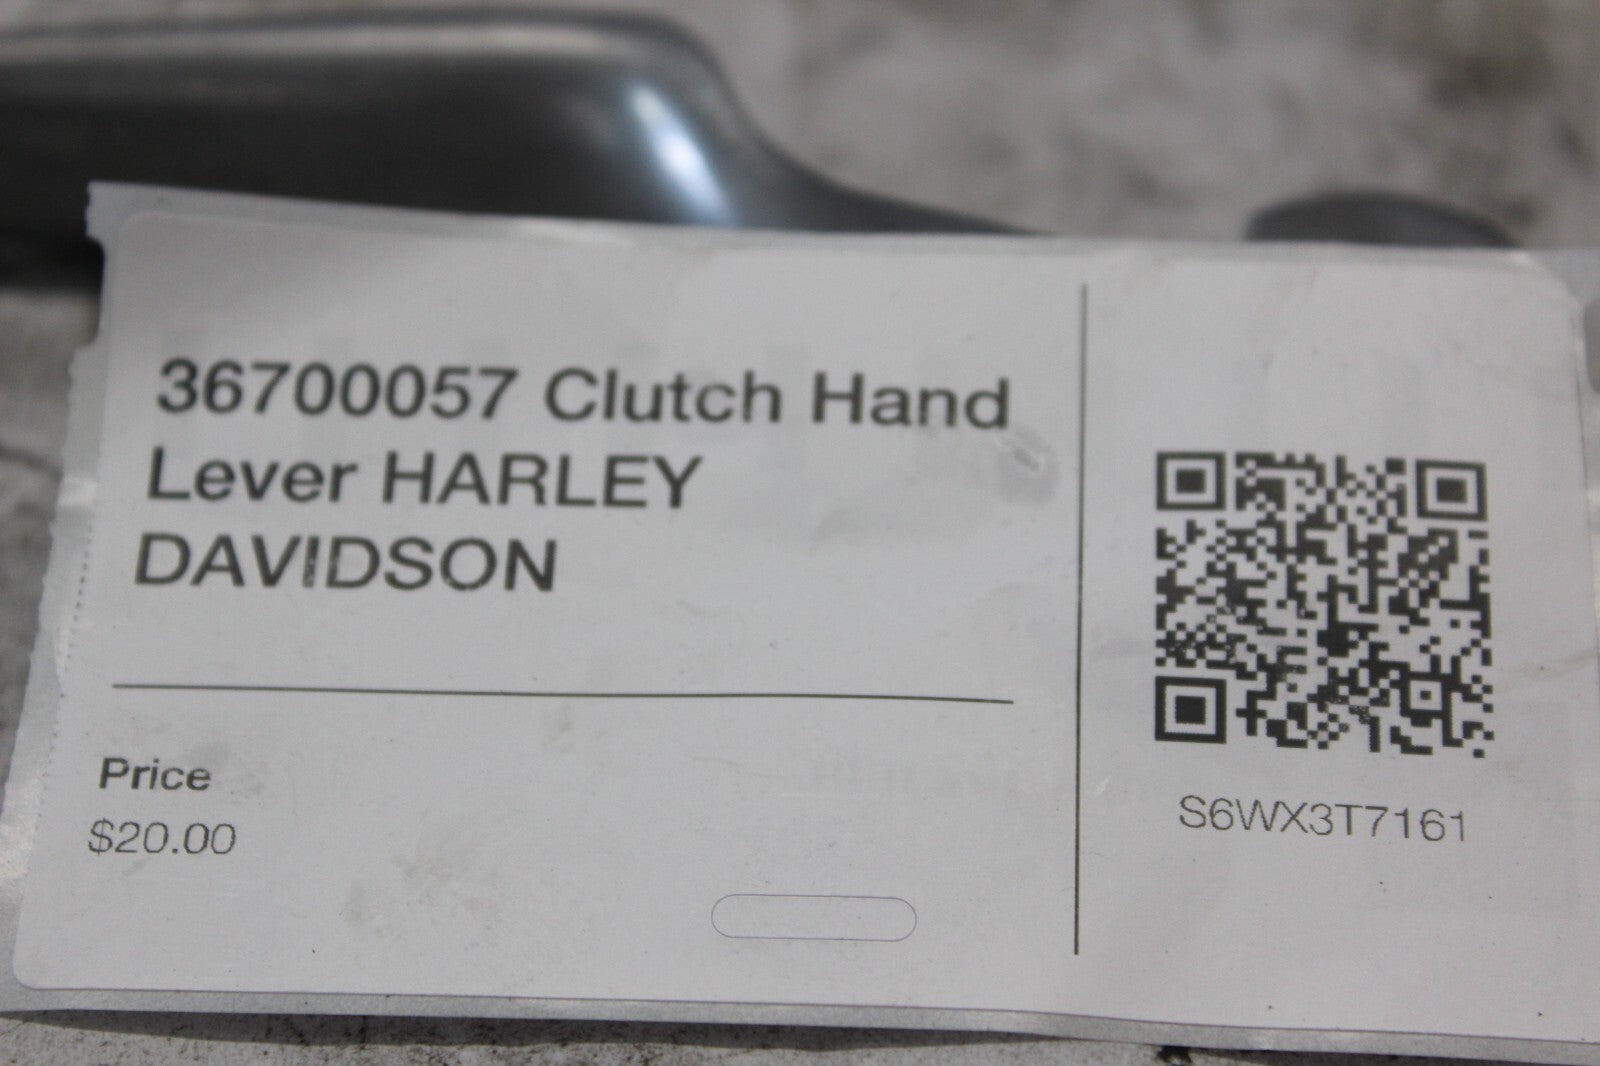 36700057 Clutch Hand
Lever HARLEY
DAVIDSON
Price
$20.00
S6WX3T7161